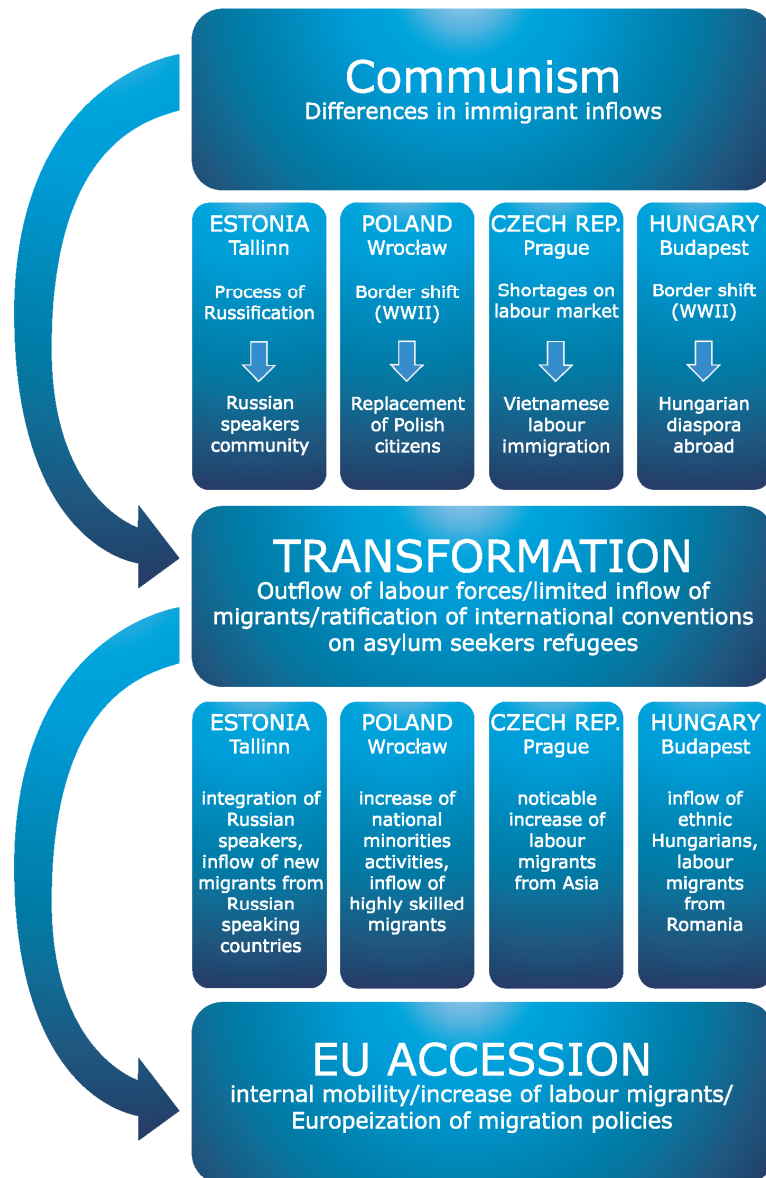 Communism
Differences in immigrant inflows
ESTONIA
Tallinn
Process of
Russification
Russian
speakers
community
POLAND
Wrocław
Border shift
(WWII)
Replacement
of Polish
citizens
CZECH REP.
Prague
Shortages on
labour market
Vietnamese
labour
immigration
HUNGARY
Budapest
Border shift
(WWII)
Hungarian
diaspora
abroad
TRANSFORMATION
Outflow of labour forces/limited inflow of
migrants/ratification of international conventions
on asylum seekers refugees
ESTONIA
Tallinn
integration of
Russian
speakers,
inflow of new
migrants from
Russian
speaking
countries
POLAND
Wrocław
increase of
national
minorities
activities,
inflow of
highly skilled
migrants
CZECH REP.
Prague
noticable
increase of
labour
migrants
from Asia
HUNGARY
Budapest
inflow of
ethnic
Hungarians,
labour
migrants
from
Romania
EU ACCESSION
internal mobility/increase of labour migrants/
Europeization of migration policies